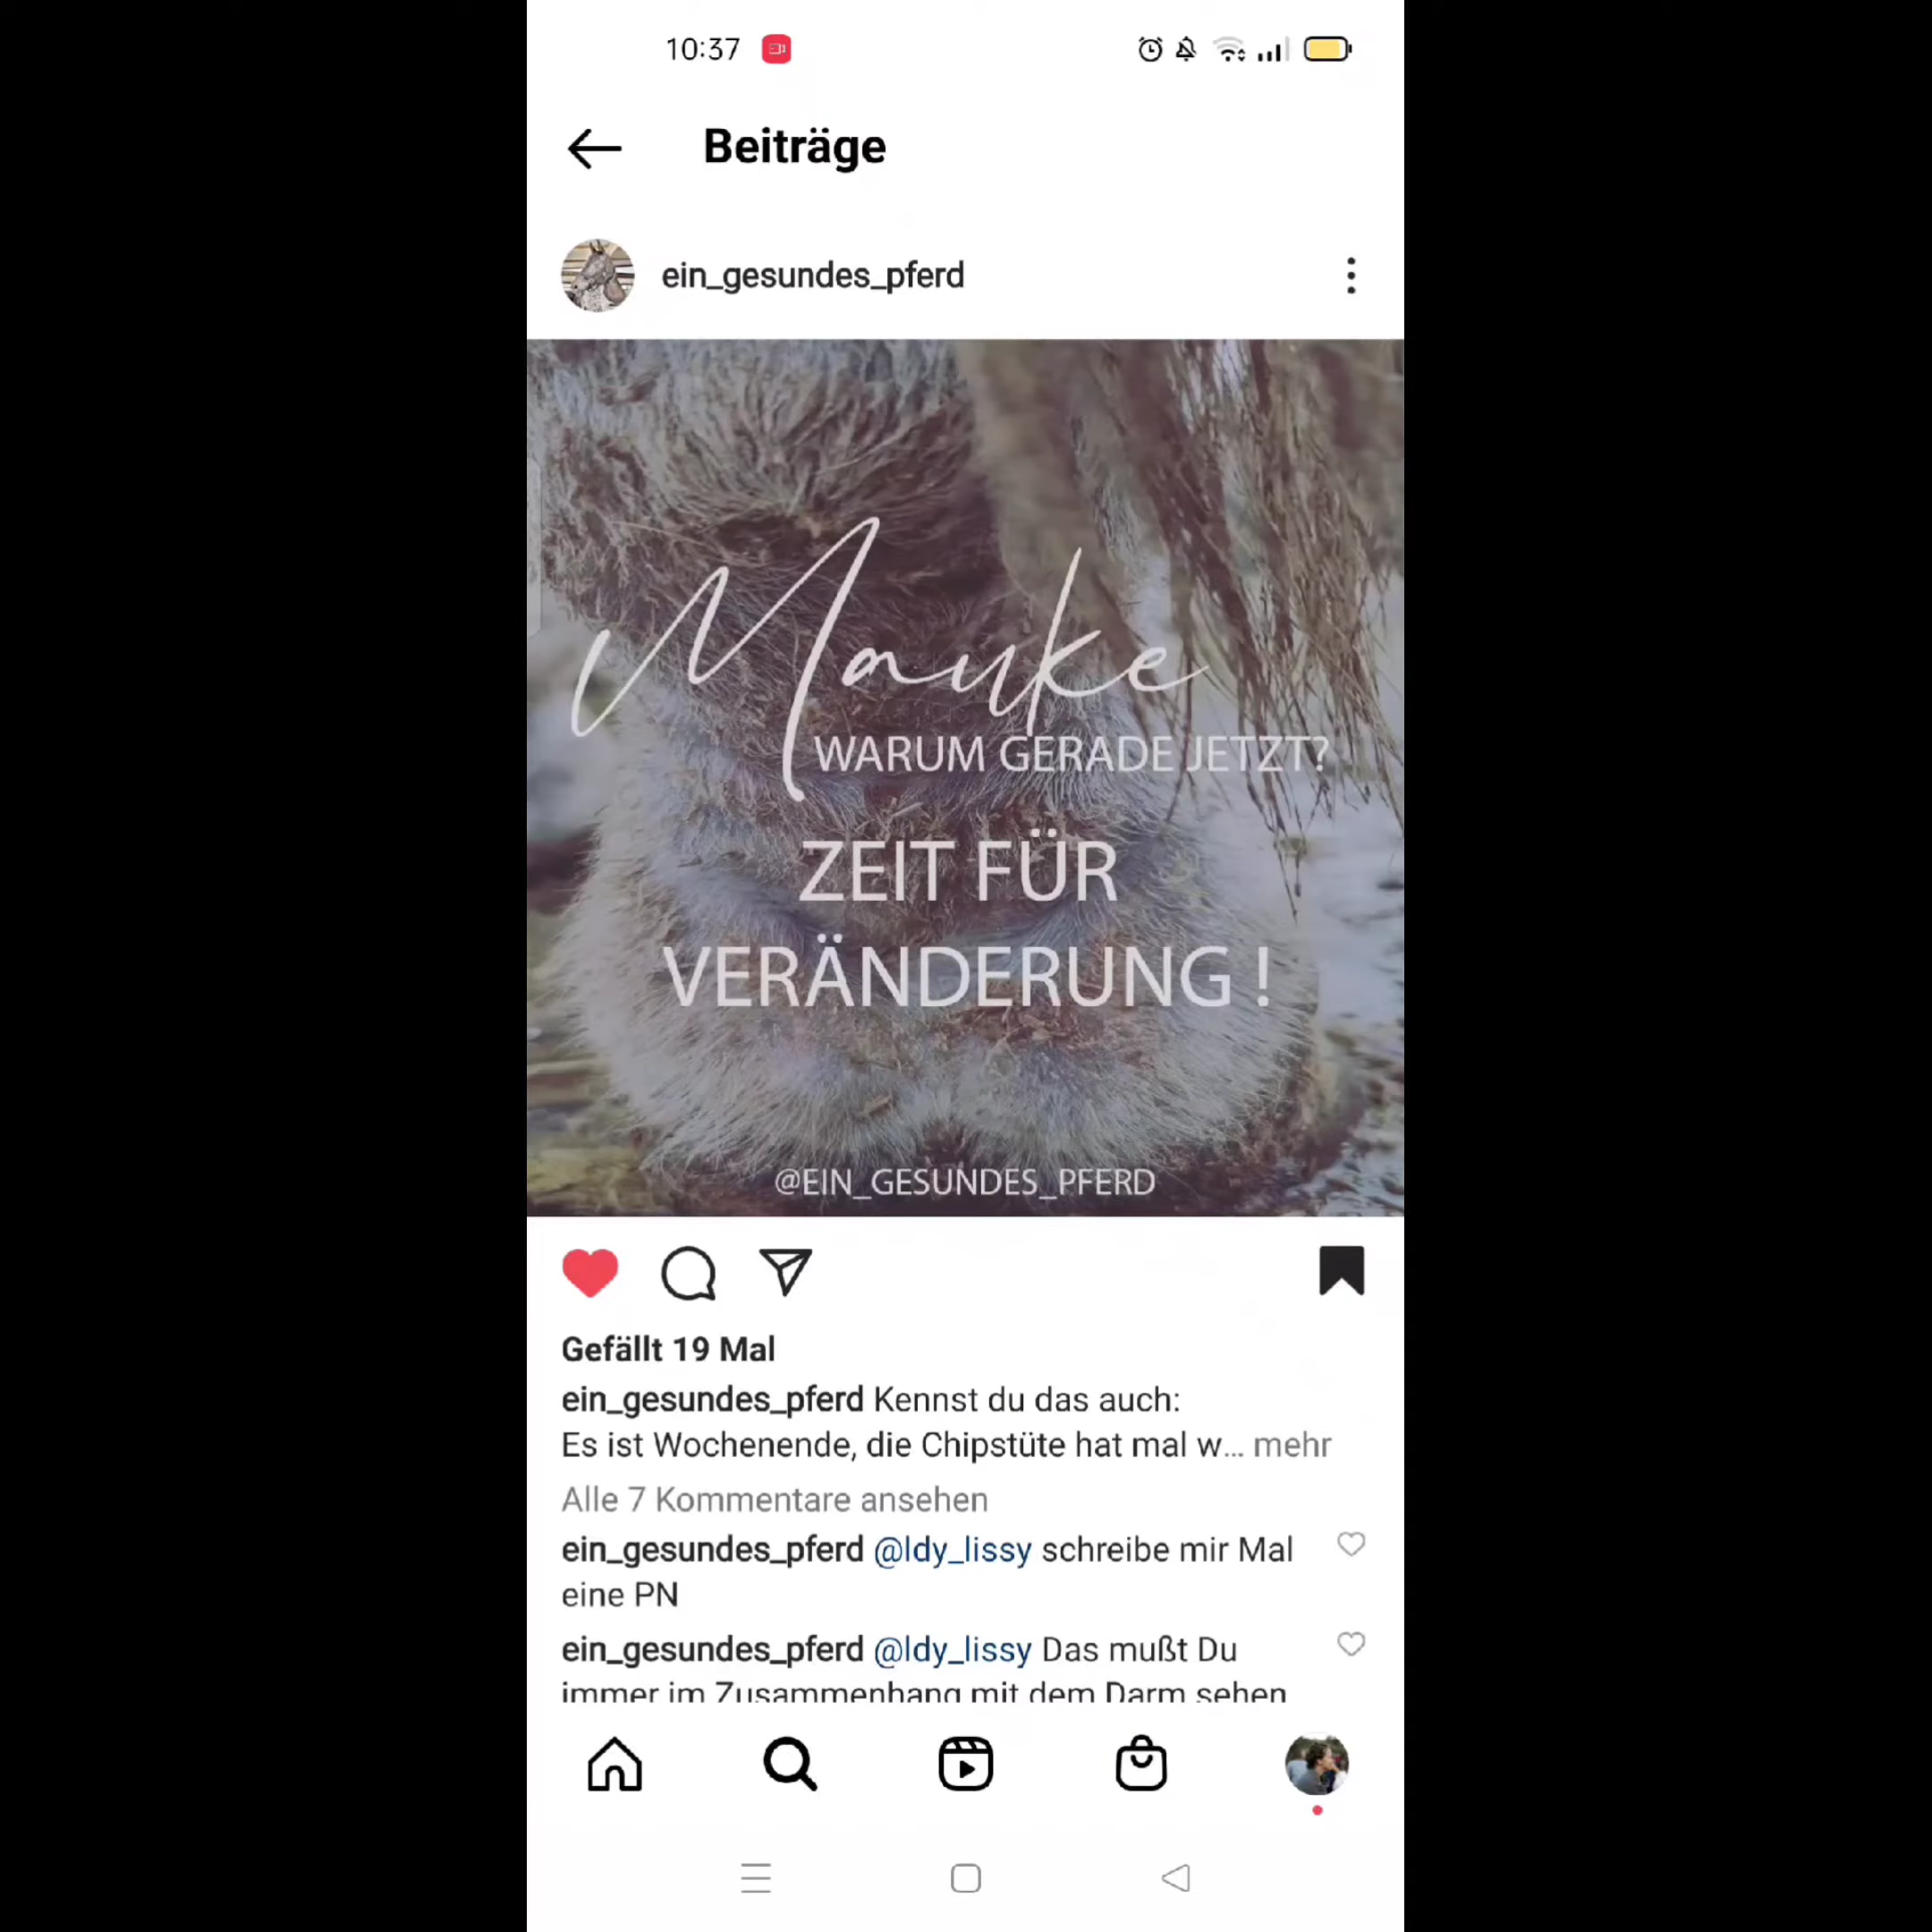 10:37
Beiträge
ein_gesundes_pferd
Mauke
WARUM GERADE JETZT?
ZEIT FÜR
VERÄNDERUNG !
@EIN_GESUNDES_PFERD
Gefällt 19 Mal
ein_gesundes_pferd Kennst du das auch:
Es ist Wochenende, die Chipstüte hat mal w... mehr
Alle 7 Kommentare ansehen
ein_gesundes_pferd @ldy_lissy schreibe mir Mal
eine PN
ein_gesundes_pferd @ldy_lissy Das mußt Du
immer im Zusammenhang mit dem Darm sehen